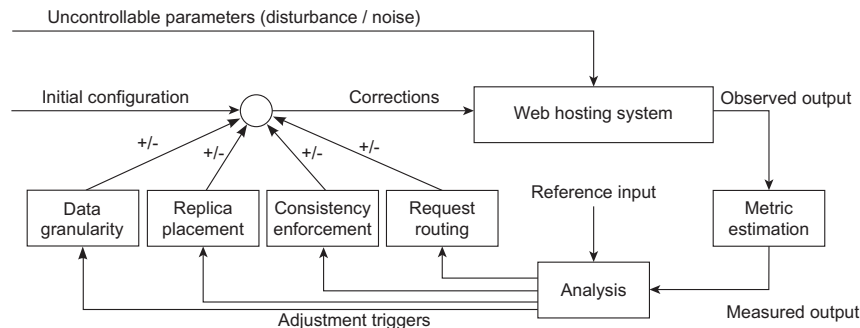 Uncontrollable parameters (disturbance / noise)
Initial configuration
Corrections
Web hosting system
Observed output
+/-
+/-
+/-
+/-
Reference input
Data
granularity
Replica
placement
Consistency
enforcement
Request
routing
Metric
estimation
Analysis
Adjustment triggers
Measured output